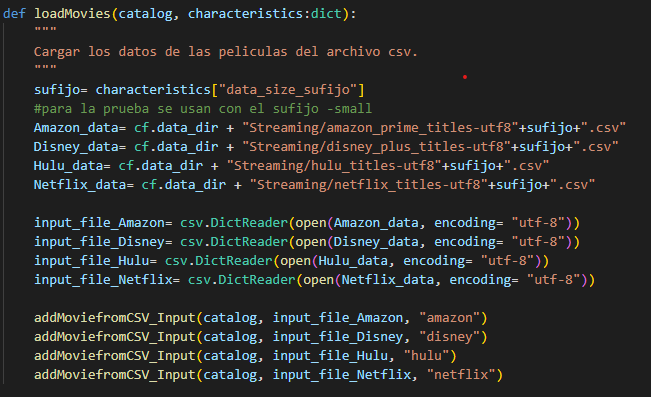 def loadMovies(catalog, characteristics:dict):
    """
    Cargar los datos de las peliculas del archivo csv.
    """
    sufijo= characteristics["data_size_sufijo"]
    #para la prueba se usan con el sufijo -small
    Amazon_data= cf.data_dir + "Streaming/amazon_prime_titles-utf8"+sufijo+".csv"
    Disney_data= cf.data_dir + "Streaming/disney_plus_titles-utf8"+sufijo+".csv"
    Hulu_data= cf.data_dir + "Streaming/hulu_titles-utf8"+sufijo+".csv"
    Netflix_data= cf.data_dir + "Streaming/netflix_titles-utf8"+sufijo+".csv"

    input_file_Amazon= csv.DictReader(open(Amazon_data, encoding= "utf-8"))
    input_file_Disney= csv.DictReader(open(Disney_data, encoding= "utf-8"))
    input_file_Hulu= csv.DictReader(open(Hulu_data, encoding= "utf-8"))
    input_file_Netflix= csv.DictReader(open(Netflix_data, encoding= "utf-8"))

    addMoviefromCSV_Input(catalog, input_file_Amazon, "amazon")
    addMoviefromCSV_Input(catalog, input_file_Disney, "disney")
    addMoviefromCSV_Input(catalog, input_file_Hulu, "hulu")
    addMoviefromCSV_Input(catalog, input_file_Netflix, "netflix")